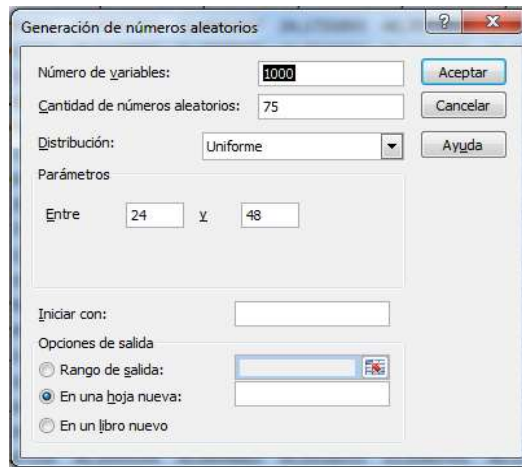 Generación de números aleatorios
Número de variables: 1000 Aceptar
Cantidad de números aleatorios: 75 Cancelar
Distribución: Uniforme Ayuda
Parámetros
Entre 24 y 48
Iniciar con:
Opciones de salida
Rango de salida:
En una hoja nueva:
En un libro nuevo